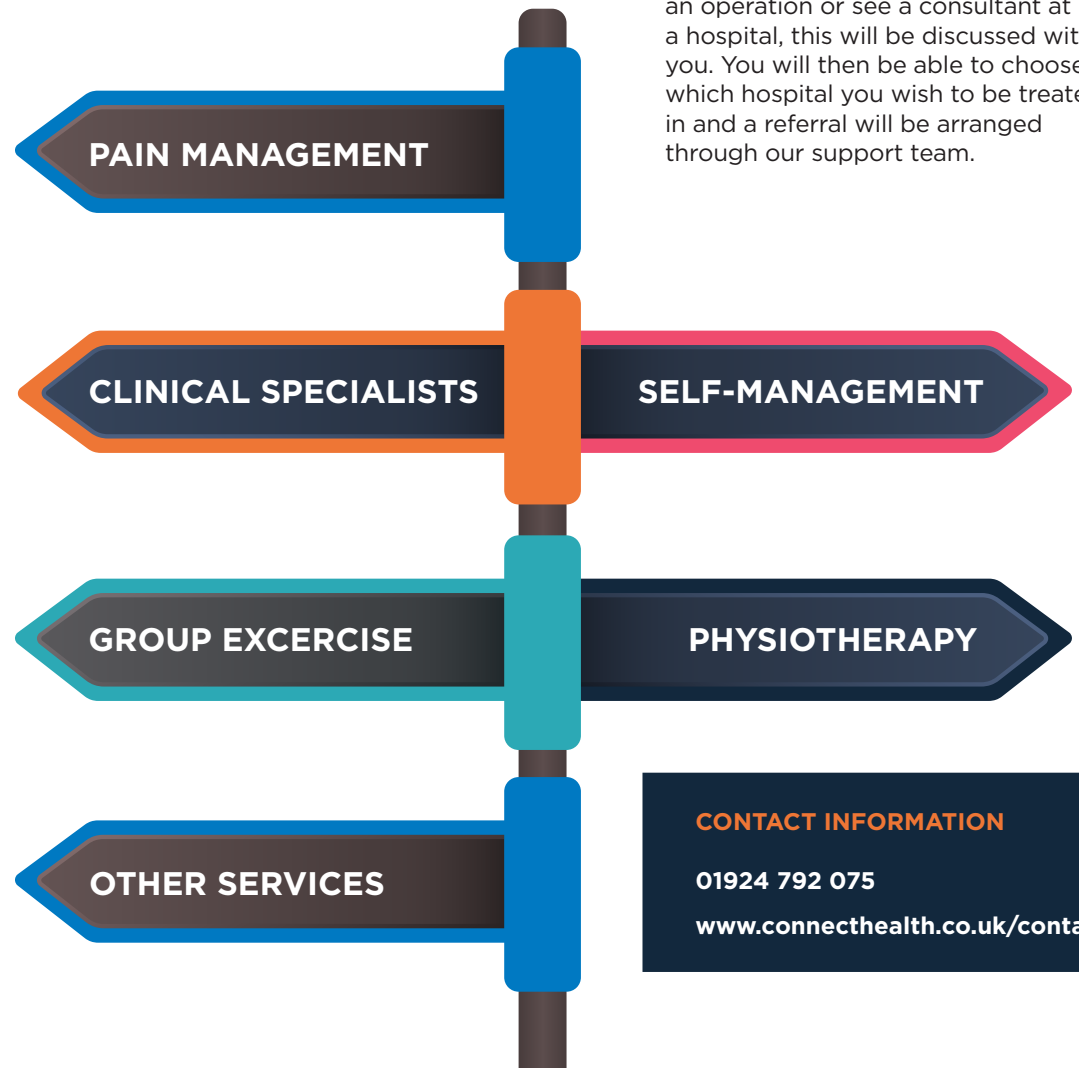 an operation or see a consultant at
a hospital, this will be discussed wit
you. You will then be able to choose
which hospital you wish to be treate
in and a referral will be arranged
through our support team.
PAIN MANAGEMENT
CLINICAL SPECIALISTS
SELF-MANAGEMENT
GROUP EXCERCISE
PHYSIOTHERAPY
OTHER SERVICES
CONTACT INFORMATION
01924 792 075
www.connecthealth.co.uk/conta